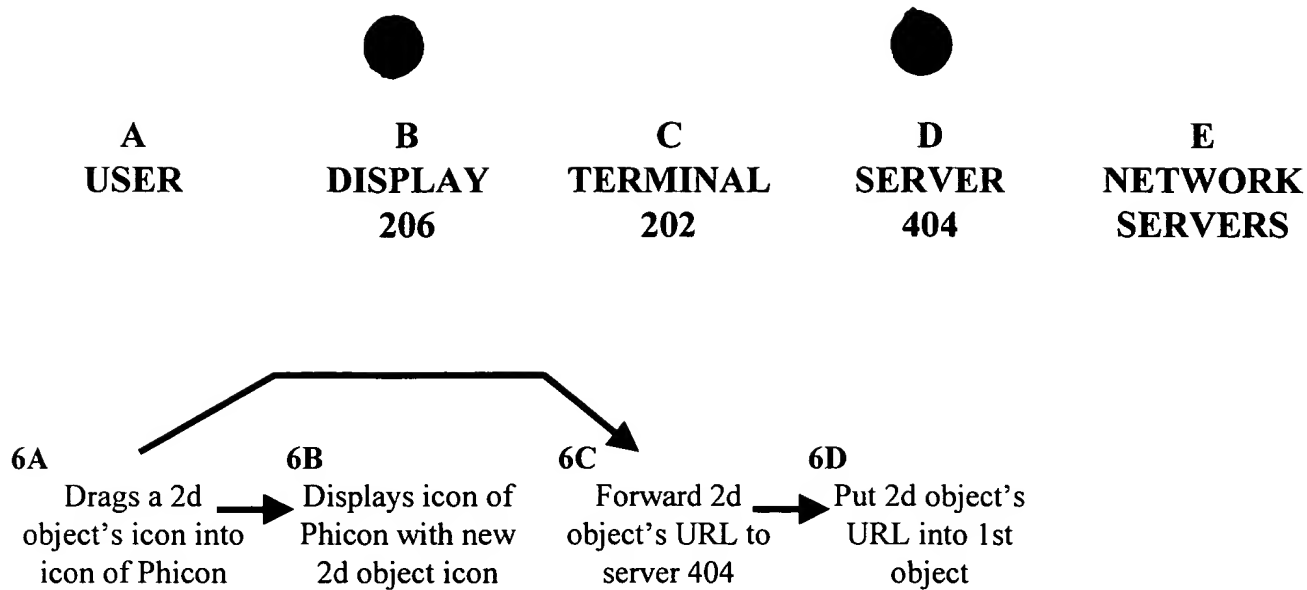 A
USER
B
DISPLAY
206
C
TERMINAL
202
D
SERVER
404
E
NETWORK
SERVERS
6A
Drags a 2d
object's icon into
icon of Phicon
6B
Displays icon of
Phicon with new
2d object icon
6C
Forward 2d
object's URL to
server 404
6D
Put 2d object's
URL into 1st
object